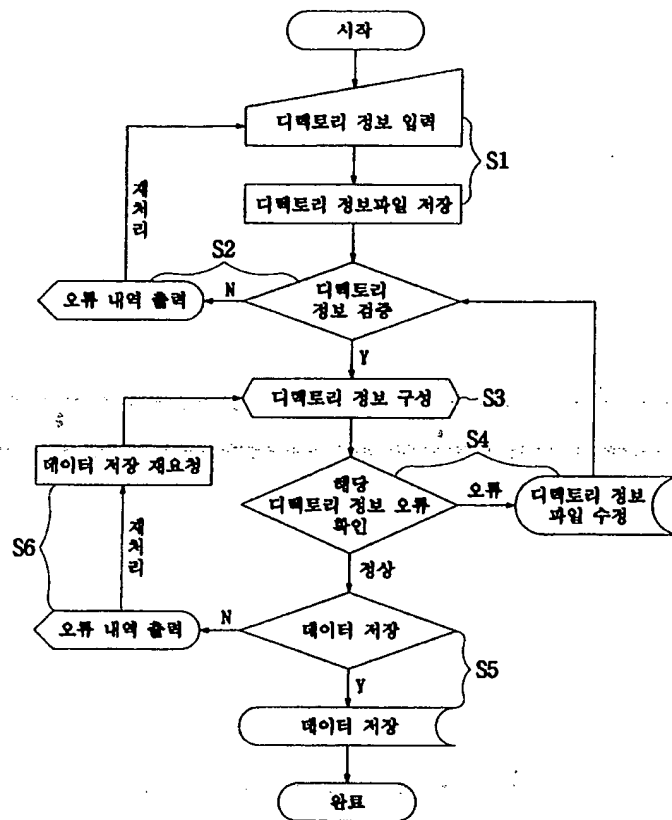 시작
디렉토리 정보 입력
S1
재처리
디렉토리 정보파일 저장
S2
오류 내역 출력
N
디렉토리
정보 검증
Y
디렉토리 정보 구성
S3
S4
데이터 저장 재요청
해당
디렉토리 정보 오류
확인
오류
디렉토리 정보
파일 수정
S6
재처리
정상
오류 내역 출력
N
데이터 저장
S5
Y
데이터 저장
완료